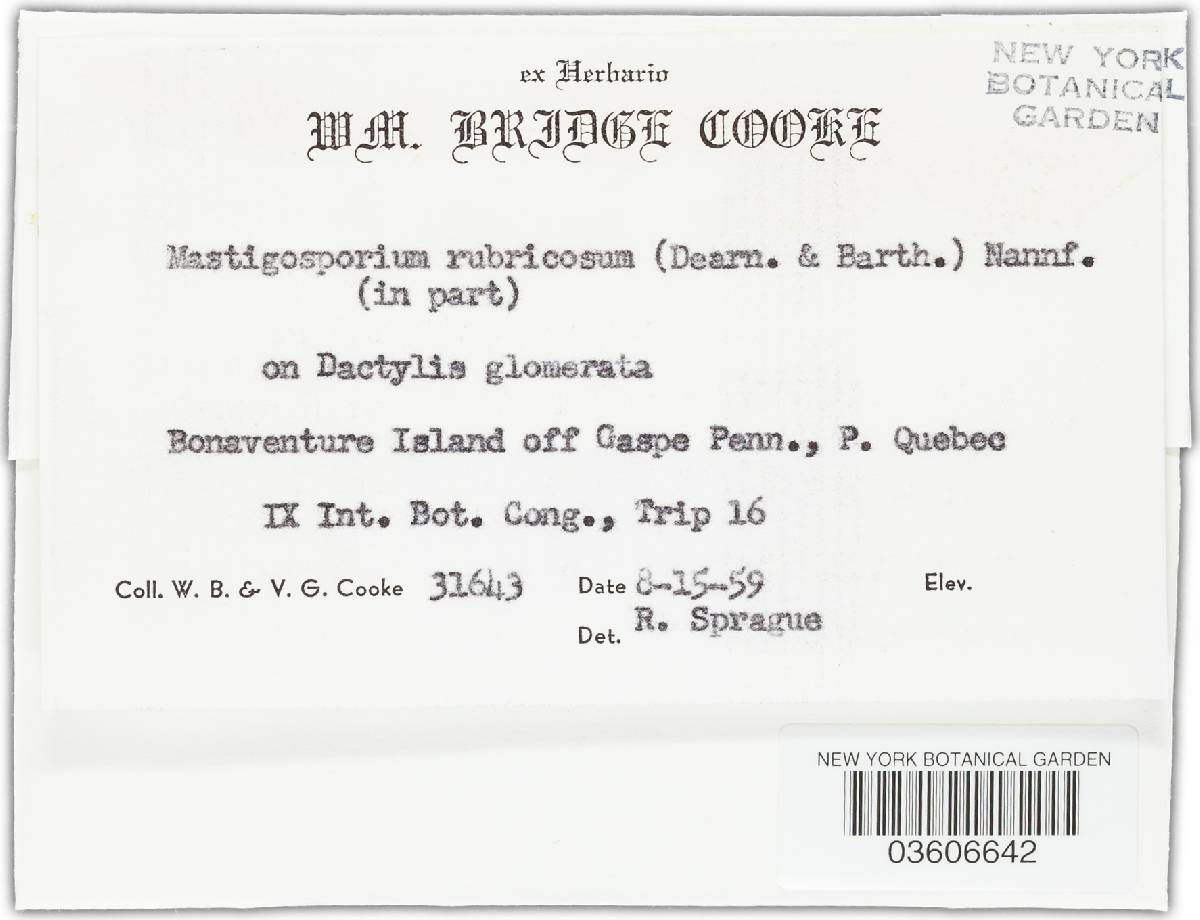 ex Herbario
WM. BRIDGE COOKE
NEW YORK
BOTANICAL
GARDEN
Mastigosporium rubricosum (Dearn. & Barth.) Nannf.
(in part)
on Dactylis glomerata
Bonaventure Island off Gaspe Penn., P. Quebec
IX Int. Bot. Cong., Trip 16
Coll. W. B. & V. G. Cooke 31643 Date 8-15-59 Elev.
Det. R. Sprague
NEW YORK BOTANICAL GARDEN
03606642